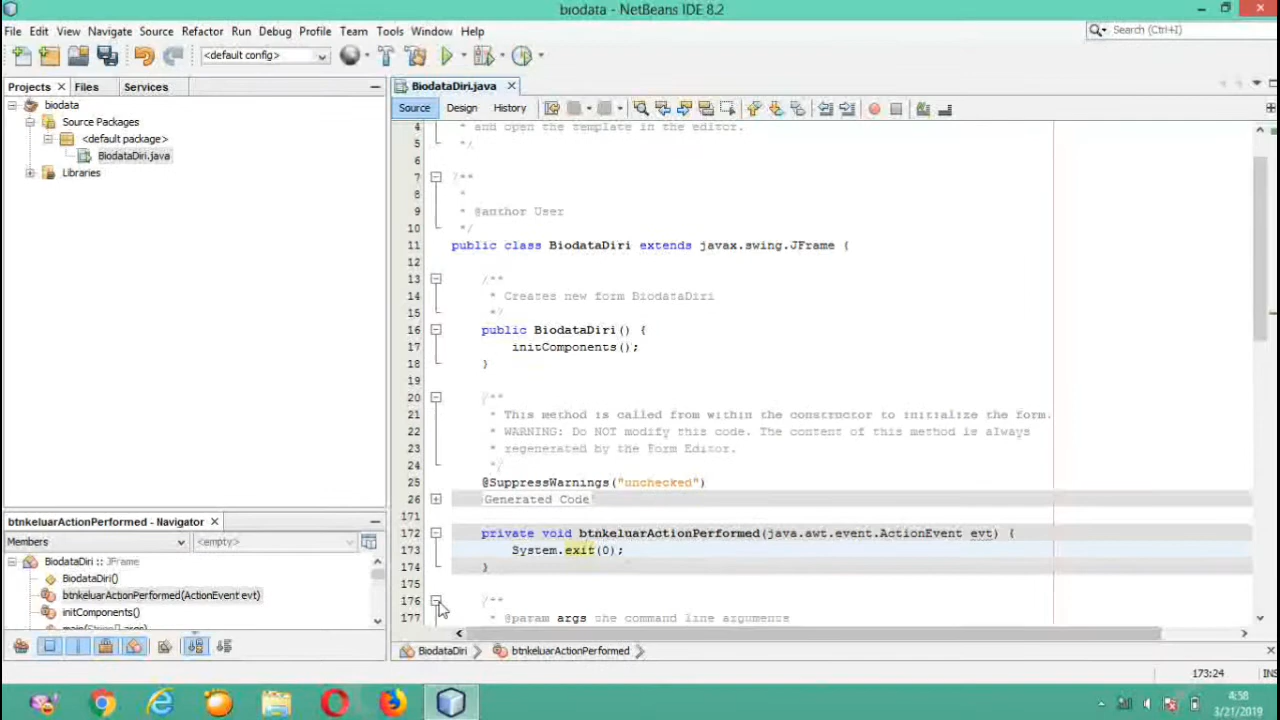 biodata - NetBeans IDE 8.2
File Edit View Navigate Source Refactor Run Debug Profile Team Tools Window Help
Search (Ctrl+I)
<default config>
Projects Files Services
biodata
Source Packages
<default package>
BiodataDiri.java
Libraries
BiodataDiri.java
Source Design History
4 * and open the template in the editor.
5 */
6
7 /**
8 *
9 * @author User
10 */
11 public class BiodataDiri extends javax.swing.JFrame {
12
13 /**
14 * Creates new form BiodataDiri
15 */
16 public BiodataDiri() {
17 initComponents();
18 }
19
20 /**
21 * This method is called from within the constructor to initialize the form.
22 * WARNING: Do NOT modify this code. The content of this method is always
23 * regenerated by the Form Editor.
24 */
25 @SuppressWarnings("unchecked")
26 Generated Code
171
172 private void btnkeluarActionPerformed(java.awt.event.ActionEvent evt) {
173 System.exit(0);
174 }
175
176 /**
177 * @param args the command line arguments
btnkeluarActionPerformed - Navigator
Members <empty>
BiodataDiri :: JFrame
BiodataDiri()
btnkeluarActionPerformed(ActionEvent evt)
initComponents()
main(String[] args)
BiodataDiri btnkeluarActionPerformed
173:24 INS
4:58
3/21/2019